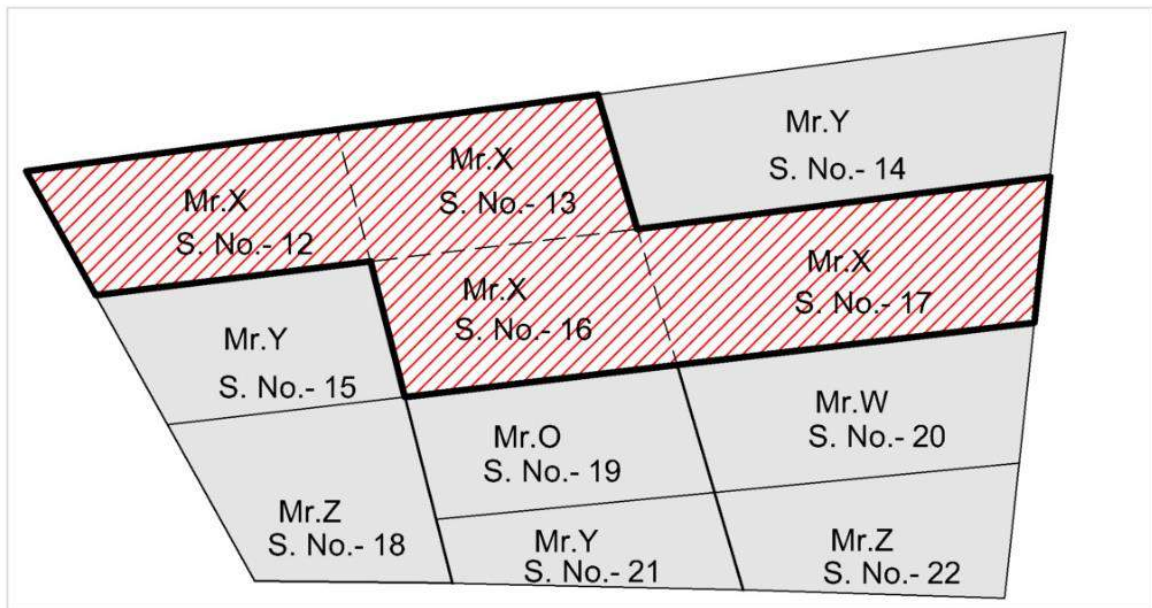 Mr.Y
S. No.- 14
Mr.X
S. No.- 13
Mr.X
S. No.- 12
Mr.X
S. No.- 17
Mr.X
S. No.- 16
Mr.Y
S. No.- 15
Mr.W
S. No.- 20
Mr.O
S. No.- 19
Mr.Z
S. No.- 18
Mr.Y
S. No.- 21
Mr.Z
S. No.- 22